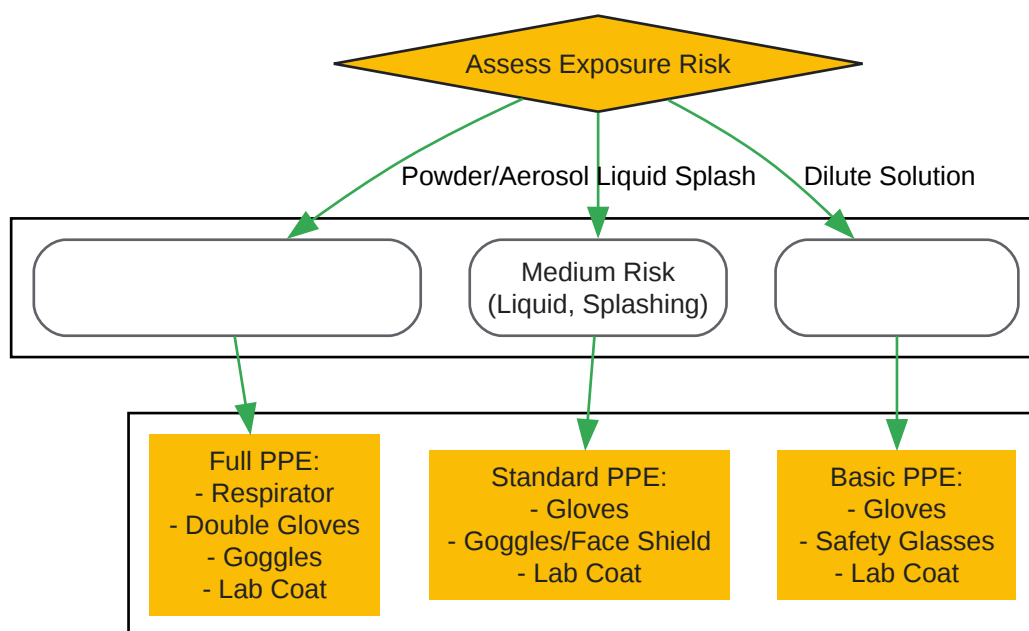 Assess Exposure Risk
Powder/Aerosol
Liquid Splash
Dilute Solution
Medium Risk
(Liquid, Splashing)
Full PPE:
- Respirator
- Double Gloves
- Goggles
- Lab Coat
Standard PPE:
- Gloves
- Goggles/Face Shield
- Lab Coat
Basic PPE:
- Gloves
- Safety Glasses
- Lab Coat